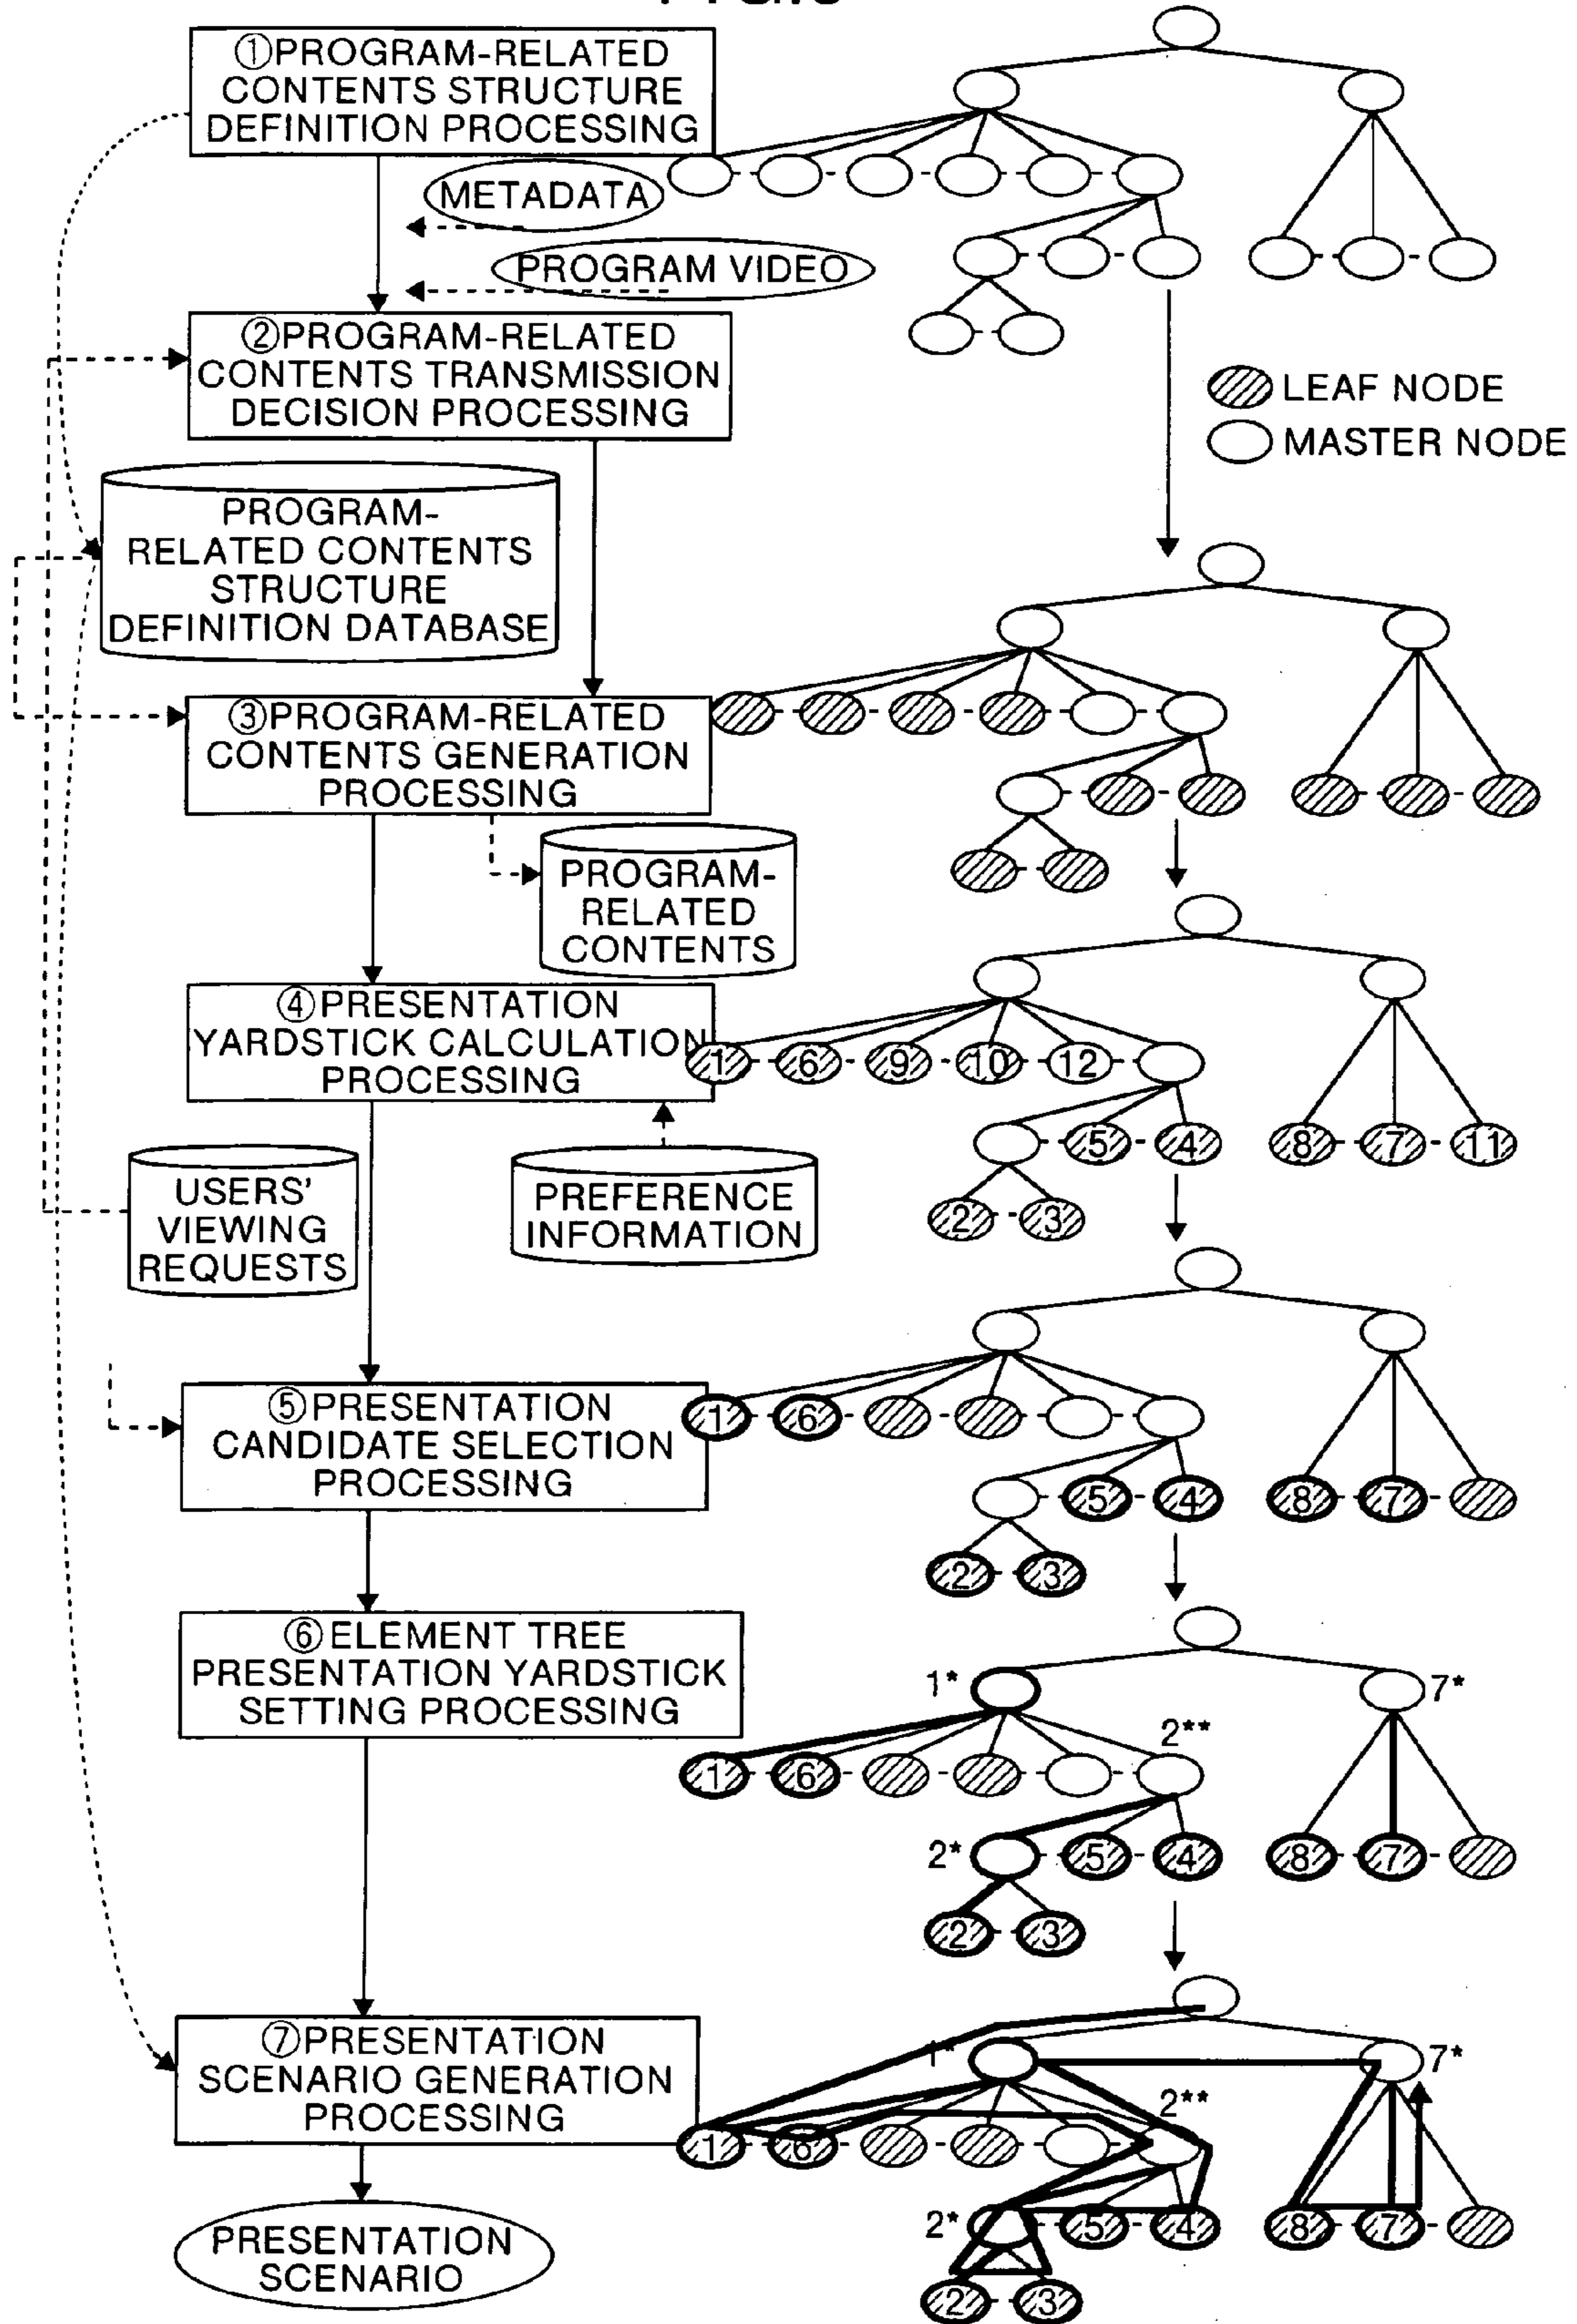 ①PROGRAM-RELATED
CONTENTS STRUCTURE
DEFINITION PROCESSING
METADATA
PROGRAM VIDEO
②PROGRAM-RELATED
CONTENTS TRANSMISSION
DECISION PROCESSING
LEAF NODE
MASTER NODE
PROGRAM-
RELATED CONTENTS
STRUCTURE
DEFINITION DATABASE
③PROGRAM-RELATED
CONTENTS GENERATION
PROCESSING
PROGRAM-
RELATED
CONTENTS
④PRESENTATION
YARDSTICK CALCULATION
PROCESSING
1 6 9 10 12
5 4 8 7 11
2 3
USERS'
VIEWING
REQUESTS
PREFERENCE
INFORMATION
⑤PRESENTATION
CANDIDATE SELECTION
PROCESSING
1 6
5 4 8 7
2 3
⑥ELEMENT TREE
PRESENTATION YARDSTICK
SETTING PROCESSING
1* 7*
2**
1 6
2* 5 4 8 7
2 3
⑦PRESENTATION
SCENARIO GENERATION
PROCESSING
1* 7*
2**
1 6
2* 5 4 8 7
2 3
PRESENTATION
SCENARIO